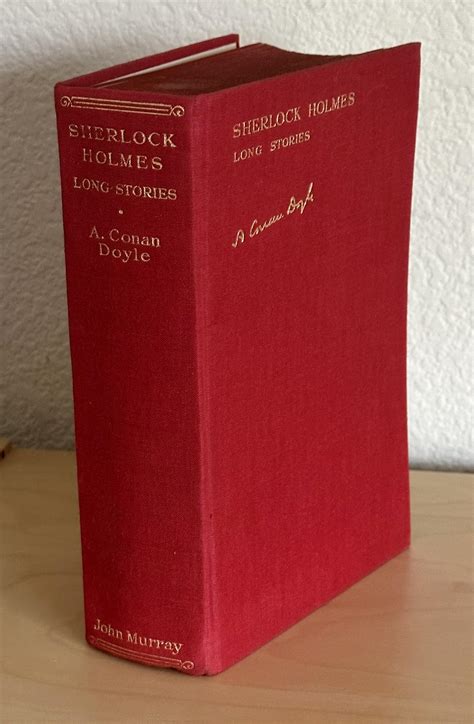 SHERLOCK
HOLMES
LONG STORIES
A. Conan
Doyle
John Murray
SHERLOCK HOLMES
LONG STORIES
A Conan Doyle